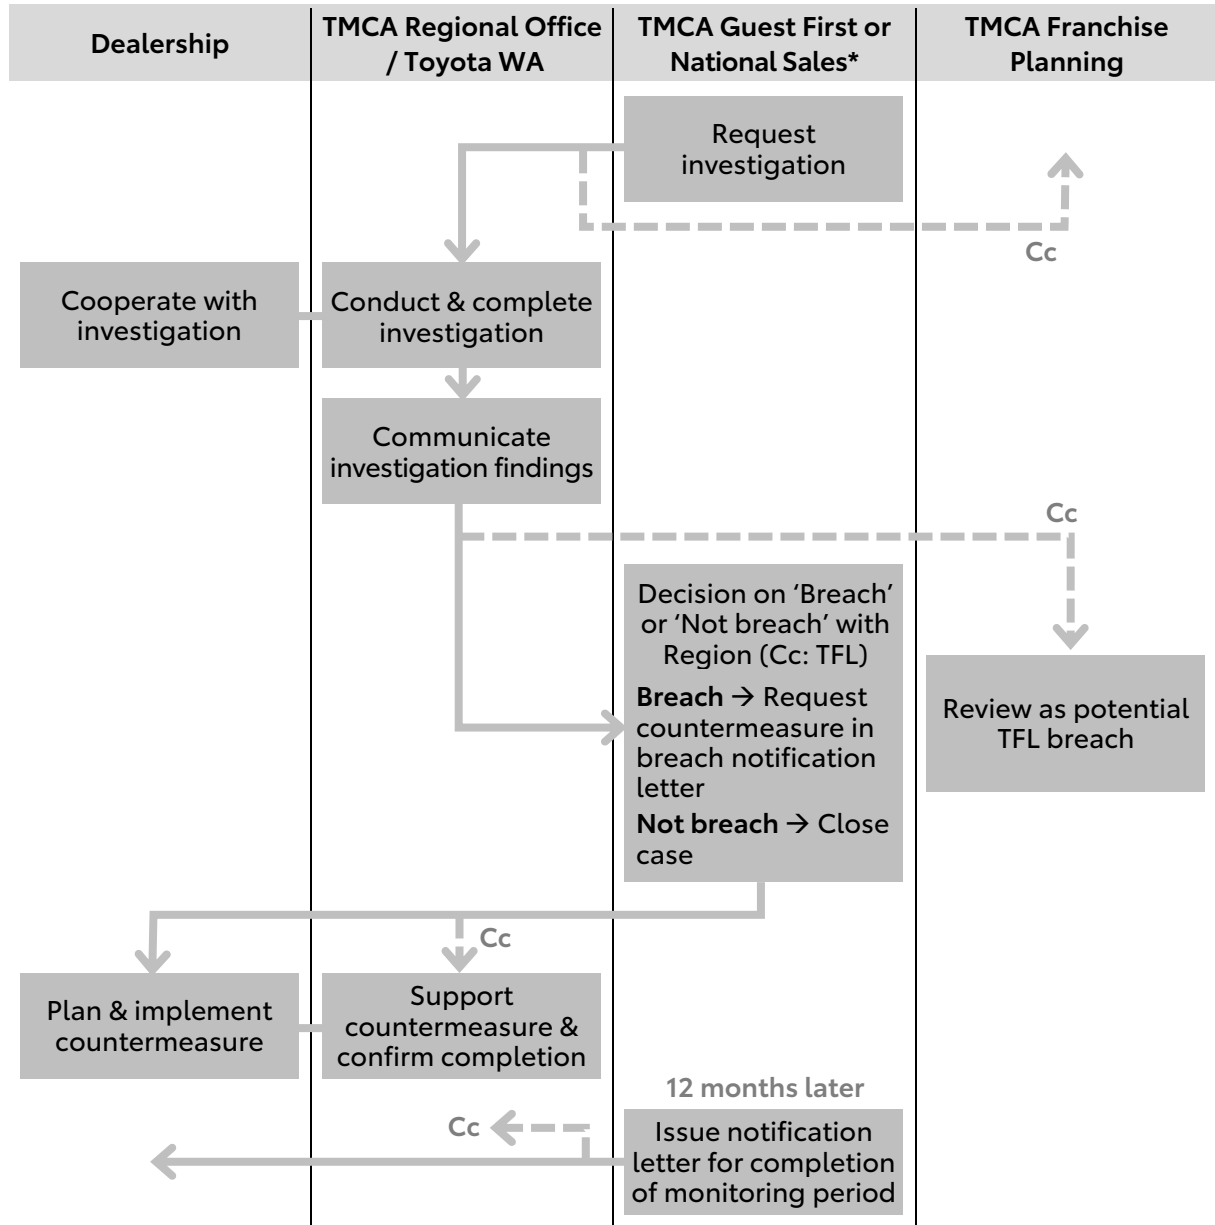 Dealership
TMCA Regional Office
/ Toyota WA
TMCA Guest First or
National Sales*
TMCA Franchise
Planning
Request
investigation
Cc
Cooperate with
investigation
Conduct & complete
investigation
Communicate
investigation findings
Cc
Decision on ‘Breach’
or ‘Not breach’ with
Region (Cc: TFL)
Breach → Request
countermeasure in
breach notification
letter
Not breach → Close
case
Review as potential
TFL breach
Cc
Plan & implement
countermeasure
Support
countermeasure &
confirm completion
12 months later
Cc
Issue notification
letter for completion
of monitoring period